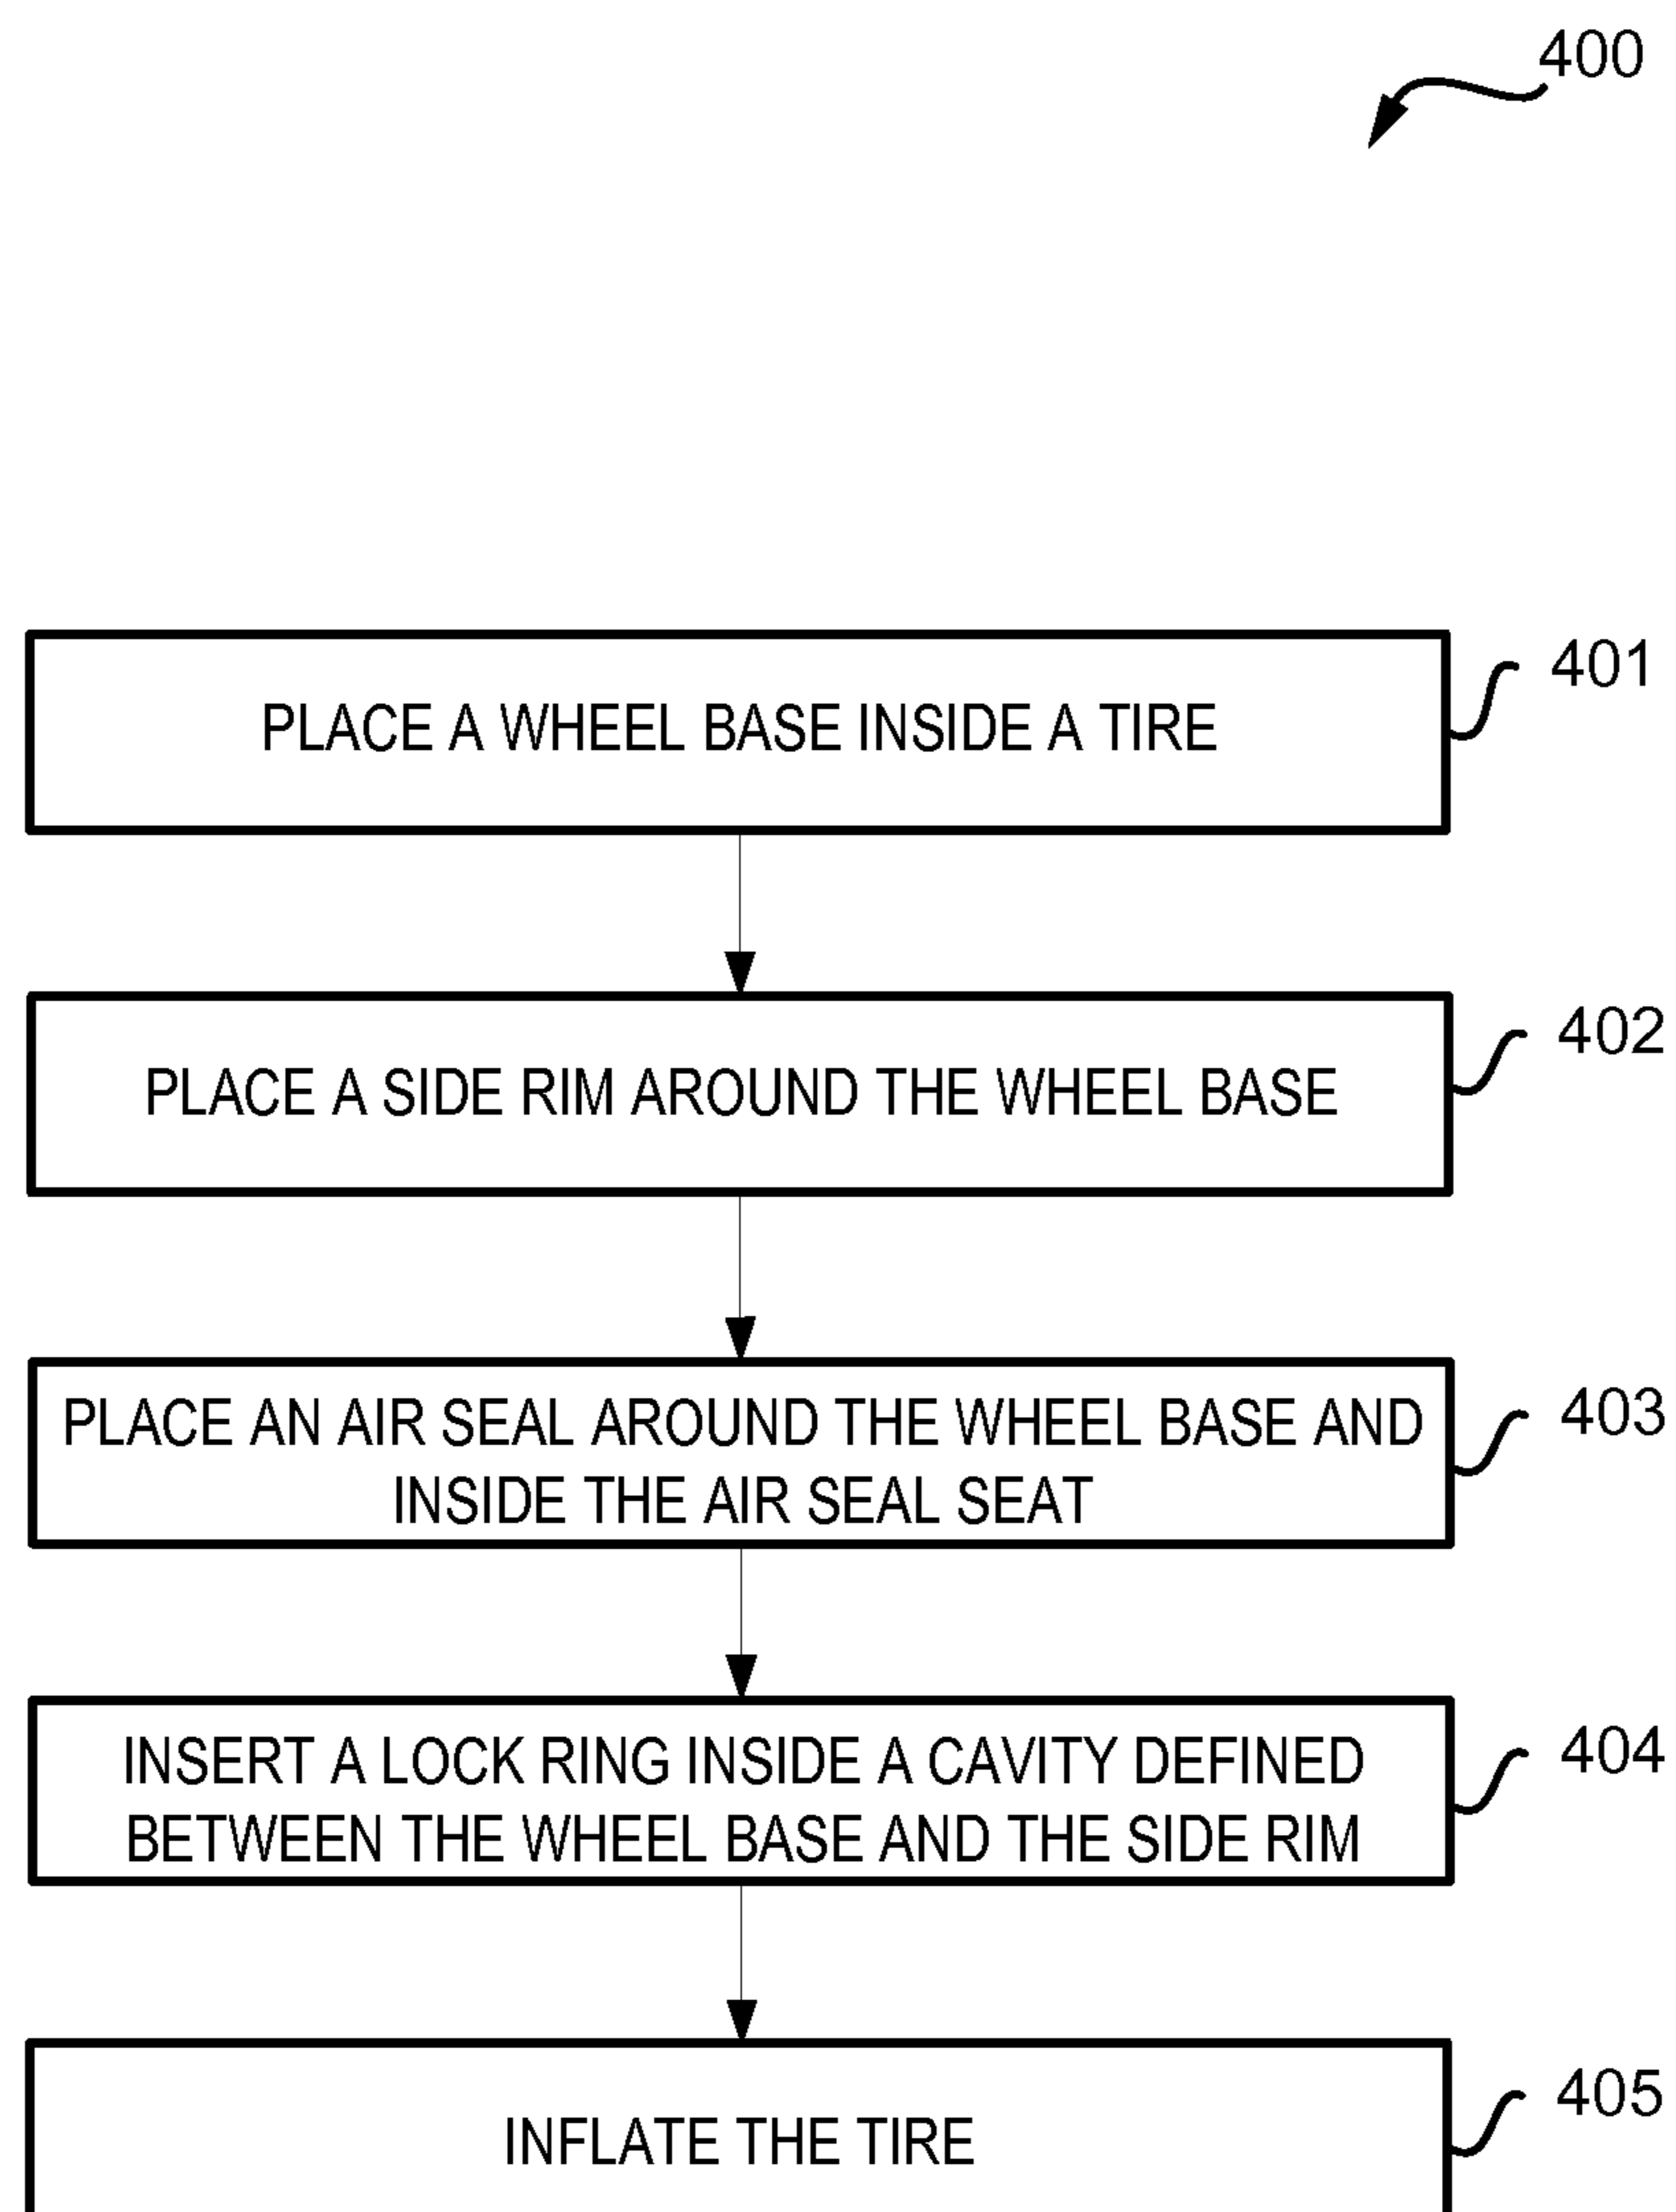 400
PLACE A WHEEL BASE INSIDE A TIRE
401
PLACE A SIDE RIM AROUND THE WHEEL BASE
402
PLACE AN AIR SEAL AROUND THE WHEEL BASE AND
INSIDE THE AIR SEAL SEAT
403
INSERT A LOCK RING INSIDE A CAVITY DEFINED
BETWEEN THE WHEEL BASE AND THE SIDE RIM
404
INFLATE THE TIRE
405